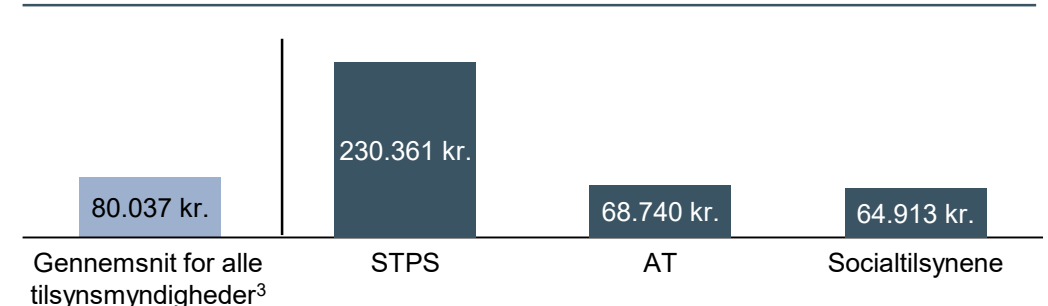 80.037 kr.
230.361 kr.
68.740 kr.
64.913 kr.
Gennemsnit for alle
tilsynsmyndigheder³
STPS
AT
Socialtilsynene